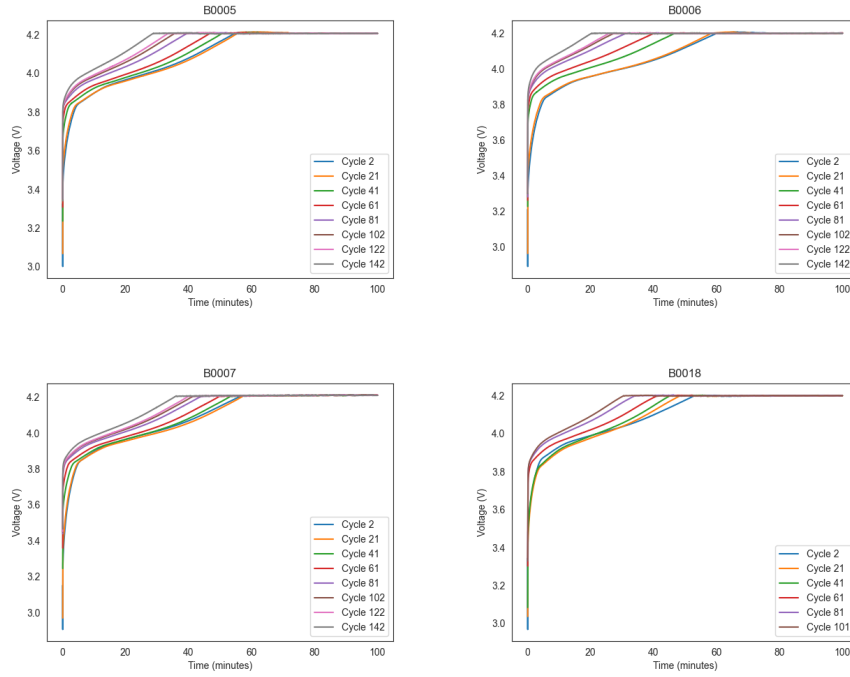 B0005
4.2
4.0
3.8
3.6
3.4
3.2
3.0
Voltage (V)
Cycle 2
Cycle 21
Cycle 41
Cycle 61
Cycle 81
Cycle 102
Cycle 122
Cycle 142
0 20 40 60 80 100
Time (minutes)
B0006
4.2
4.0
3.8
3.6
3.4
3.2
3.0
Voltage (V)
Cycle 2
Cycle 21
Cycle 41
Cycle 61
Cycle 81
Cycle 102
Cycle 122
Cycle 142
0 20 40 60 80 100
Time (minutes)
B0007
4.2
4.0
3.8
3.6
3.4
3.2
3.0
Voltage (V)
Cycle 2
Cycle 21
Cycle 41
Cycle 61
Cycle 81
Cycle 102
Cycle 122
Cycle 142
0 20 40 60 80 100
Time (minutes)
B0018
4.2
4.0
3.8
3.6
3.4
3.2
3.0
Voltage (V)
Cycle 2
Cycle 21
Cycle 41
Cycle 61
Cycle 81
Cycle 101
0 20 40 60 80 100
Time (minutes)